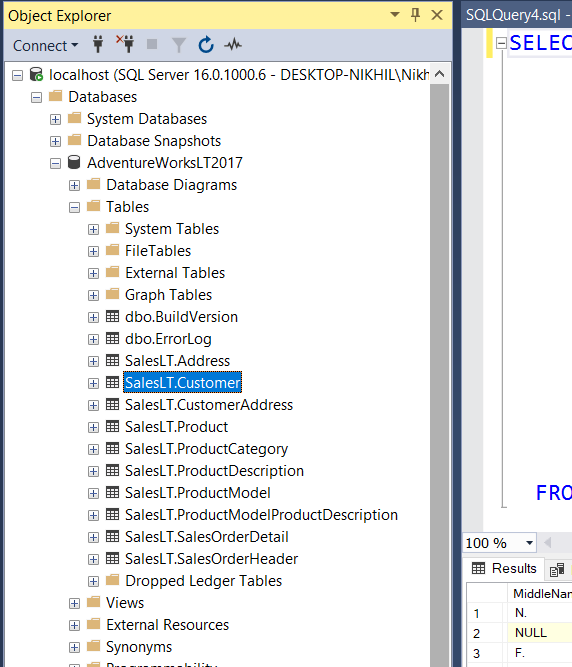 Object Explorer
Connect
localhost (SQL Server 16.0.1000.6 - DESKTOP-NIKHIL\Nikh
Databases
System Databases
Database Snapshots
AdventureWorksLT2017
Database Diagrams
Tables
System Tables
FileTables
External Tables
Graph Tables
dbo.BuildVersion
dbo.ErrorLog
SalesLT.Address
SalesLT.Customer
SalesLT.CustomerAddress
SalesLT.Product
SalesLT.ProductCategory
SalesLT.ProductDescription
SalesLT.ProductModel
SalesLT.ProductModelProductDescription
SalesLT.SalesOrderDetail
SalesLT.SalesOrderHeader
Dropped Ledger Tables
Views
External Resources
Synonyms
Programmability
SQLQuery4.sql -
SELEC
FRO
100 %
Results
MiddleNan
1 N.
2 NULL
3 F.